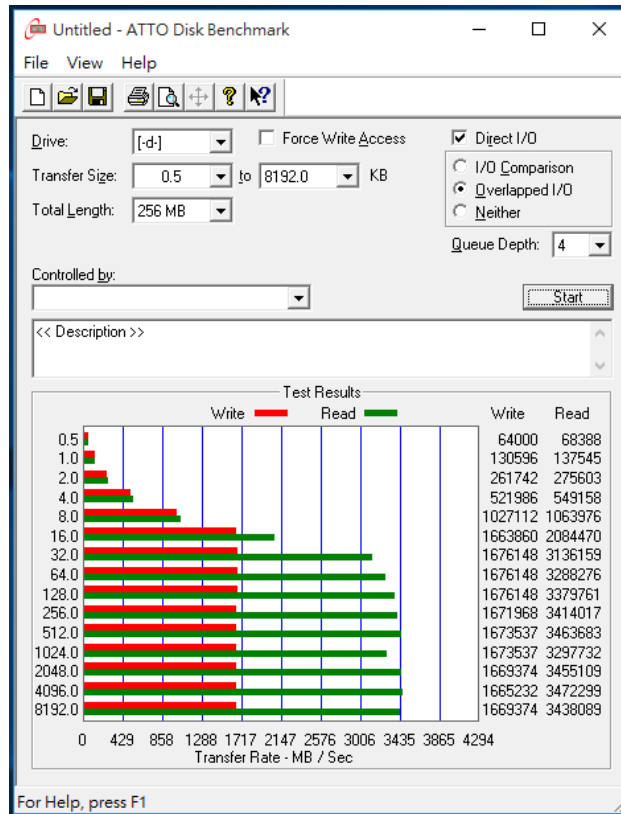 Untitled - ATTO Disk Benchmark
File View Help
Drive: [-d-] Force Write Access Direct I/O
Transfer Size: 0.5 to 8192.0 KB I/O Comparison
Overlapped I/O
Total Length: 256 MB Neither
Queue Depth: 4
Controlled by:
Start
<< Description >>
Test Results
Write Read Write Read
0.5 64000 68388
1.0 130596 137545
2.0 261742 275603
4.0 521986 549158
8.0 1027112 1063976
16.0 1663860 2084470
32.0 1676148 3136159
64.0 1676148 3288276
128.0 1676148 3379761
256.0 1671968 3414017
512.0 1673537 3463683
1024.0 1673537 3297732
2048.0 1669374 3455109
4096.0 1665232 3472299
8192.0 1669374 3438089
0 429 858 1288 1717 2147 2576 3006 3435 3865 4294
Transfer Rate - MB / Sec
For Help, press F1